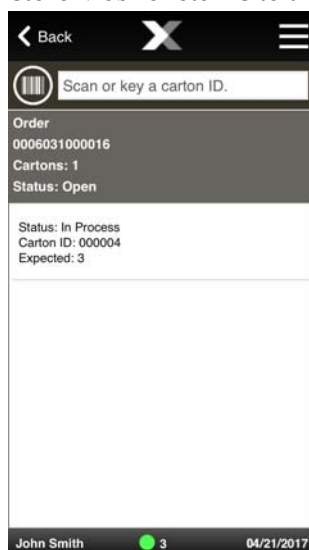 Back
Scan or key a carton ID.
Order
0006031000016
Cartons: 1
Status: Open
Status: In Process
Carton ID: 000004
Expected: 3
John Smith 3 04/21/2017